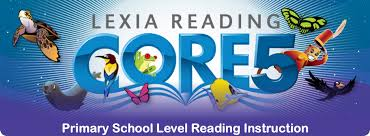 LEXIA READING
CORE5
Primary School Level Reading Instruction